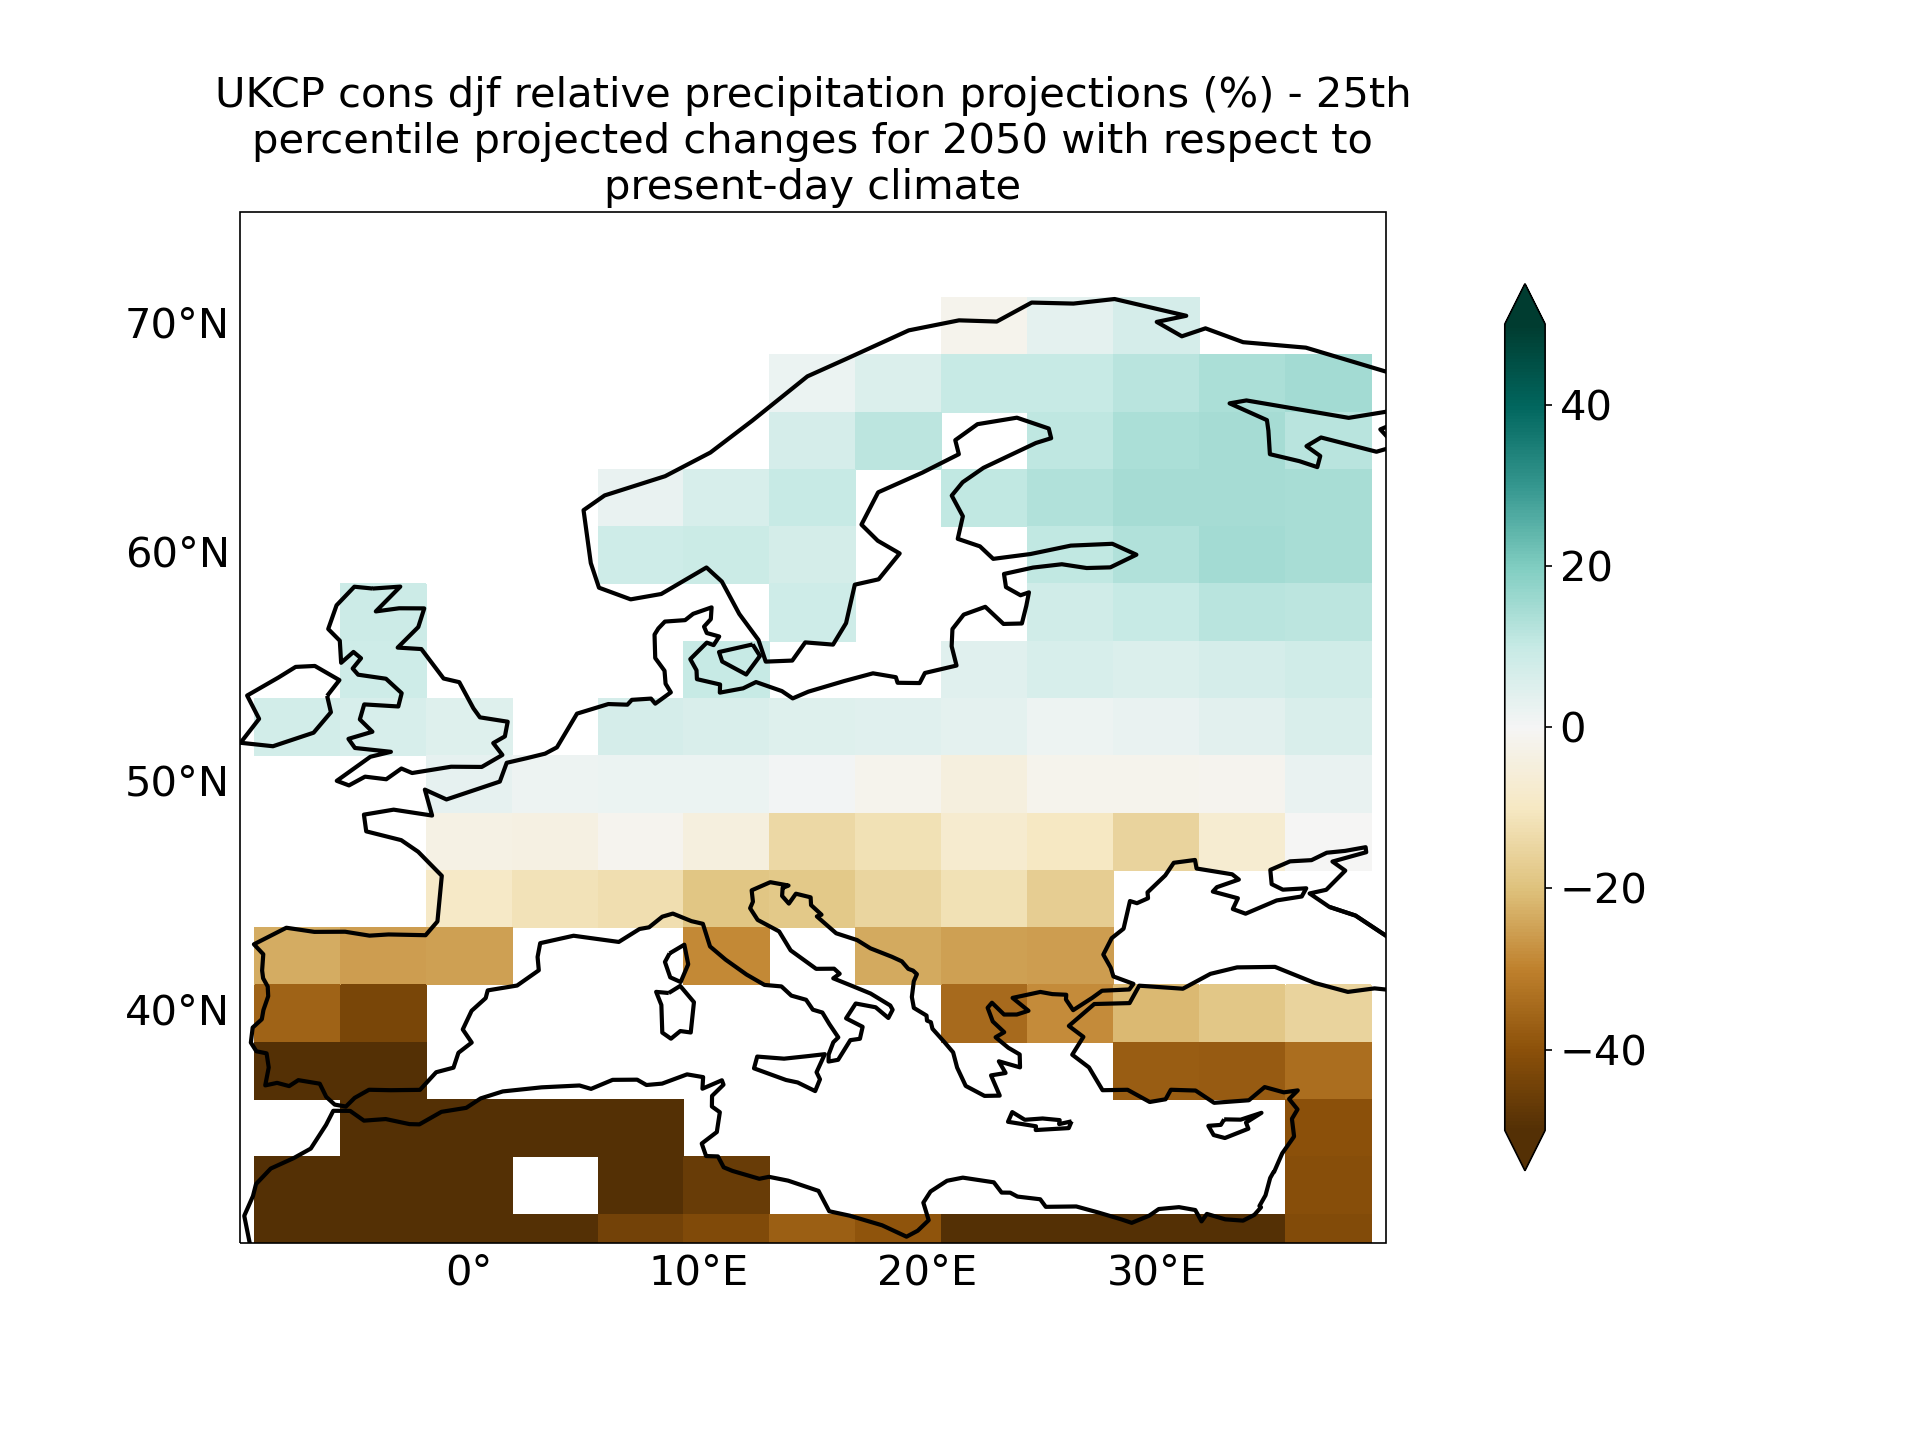 UKCP cons djf relative precipitation projections (%) - 25th
percentile projected changes for 2050 with respect to
present-day climate
70°N
60°N
50°N
40°N
0°
10°E
20°E
30°E
40
20
0
−20
−40